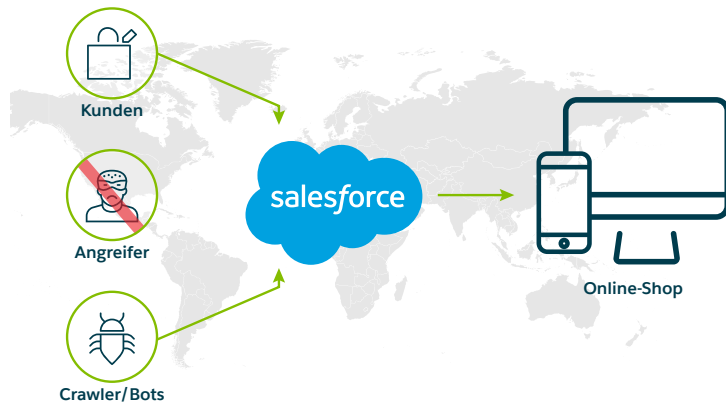 Kunden
Angreifer
Crawler/Bots
salesforce
Online-Shop